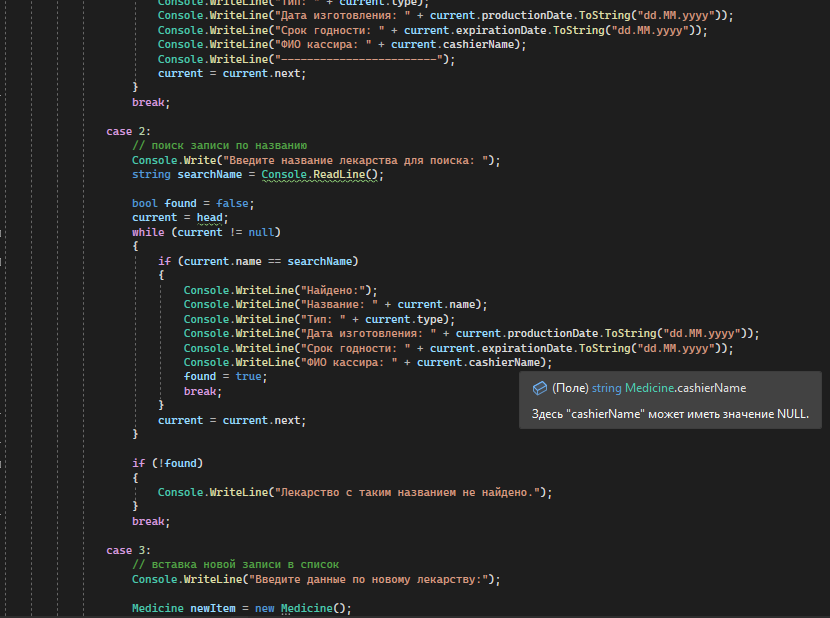 Console.WriteLine("Тип: " + current.type);
Console.WriteLine("Дата изготовления: " + current.productionDate.ToString("dd.MM.yyyy"));
Console.WriteLine("Срок годности: " + current.expirationDate.ToString("dd.MM.yyyy"));
Console.WriteLine("ФИО кассира: " + current.cashierName);
Console.WriteLine("------------------------");
current = current.next;
}
break;
case 2:
// поиск записи по названию
Console.Write("Введите название лекарства для поиска: ");
string searchName = Console.ReadLine();
bool found = false;
current = head;
while (current != null)
{
if (current.name == searchName)
{
Console.WriteLine("Найдено:");
Console.WriteLine("Название: " + current.name);
Console.WriteLine("Тип: " + current.type);
Console.WriteLine("Дата изготовления: " + current.productionDate.ToString("dd.MM.yyyy"));
Console.WriteLine("Срок годности: " + current.expirationDate.ToString("dd.MM.yyyy"));
Console.WriteLine("ФИО кассира: " + current.cashierName);
found = true;
(Поле) string Medicine.cashierName
break;
}
Здесь "cashierName" может иметь значение NULL.
current = current.next;
}
if (!found)
{
Console.WriteLine("Лекарство с таким названием не найдено.");
}
break;
case 3:
// вставка новой записи в список
Console.WriteLine("Введите данные по новому лекарству:");
Medicine newItem = new Medicine();